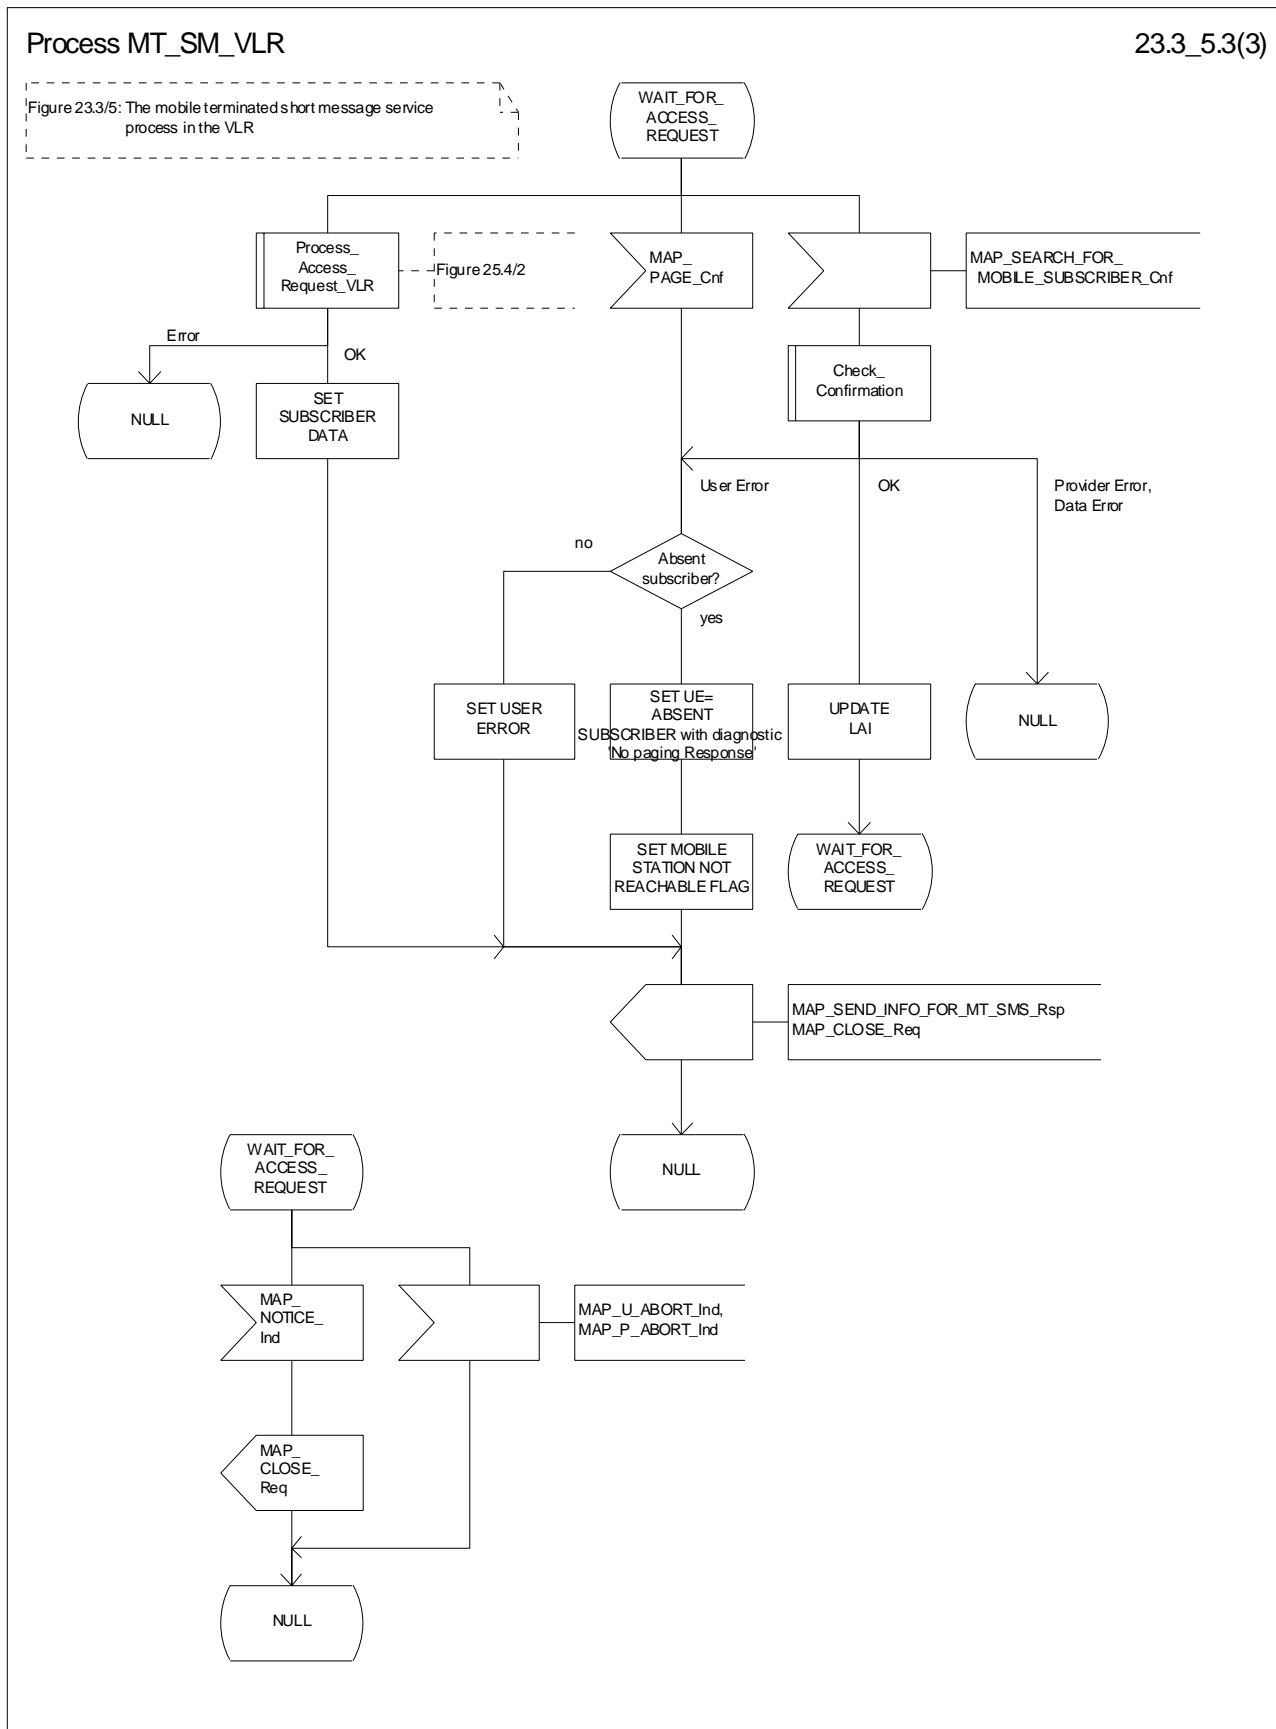 Process MT_SM_VLR
23.3_5.3(3)
Figure 23.3/5: The mobile terminated short message service
process in the VLR
WAIT_FOR_
ACCESS_
REQUEST
Process_
Access_
Request_VLR
Figure 25.4/2
MAP_
PAGE_Cnf
MAP_SEARCH_FOR_
MOBILE_SUBSCRIBER_Cnf
Error
OK
Check_
Confirmation
NULL
SET
SUBSCRIBER
DATA
User Error
OK
Provider Error,
Data Error
no
Absent
subscriber?
yes
SET USER
ERROR
SET UE=
ABSENT
SUBSCRIBER with diagnostic
'No paging Response'
UPDATE
LAI
NULL
SET MOBILE
STATION NOT
REACHABLE FLAG
WAIT_FOR_
ACCESS_
REQUEST
MAP_SEND_INFO_FOR_MT_SMS_Rsp
MAP_CLOSE_Req
NULL
WAIT_FOR_
ACCESS_
REQUEST
MAP_
NOTICE_
Ind
MAP_U_ABORT_Ind,
MAP_P_ABORT_Ind
MAP_
CLOSE_
Req
NULL